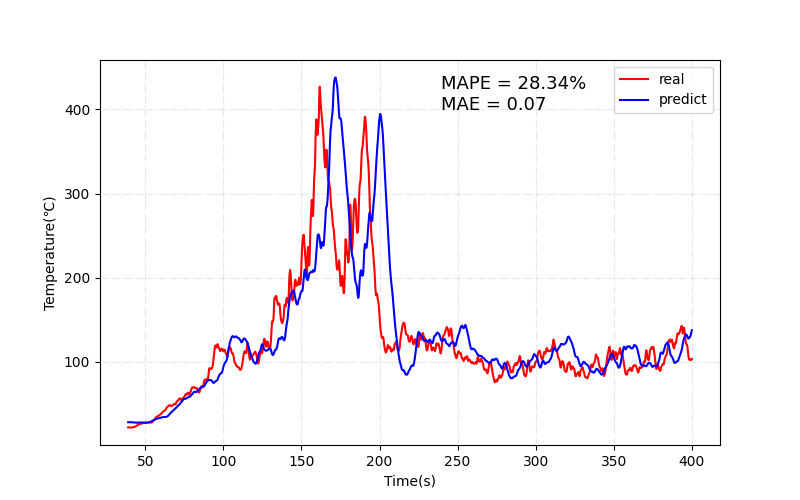 MAPE = 28.34%
MAE = 0.07
real
predict
Temperature(℃)
400
300
200
100
50
100
150
200
250
300
350
400
Time(s)